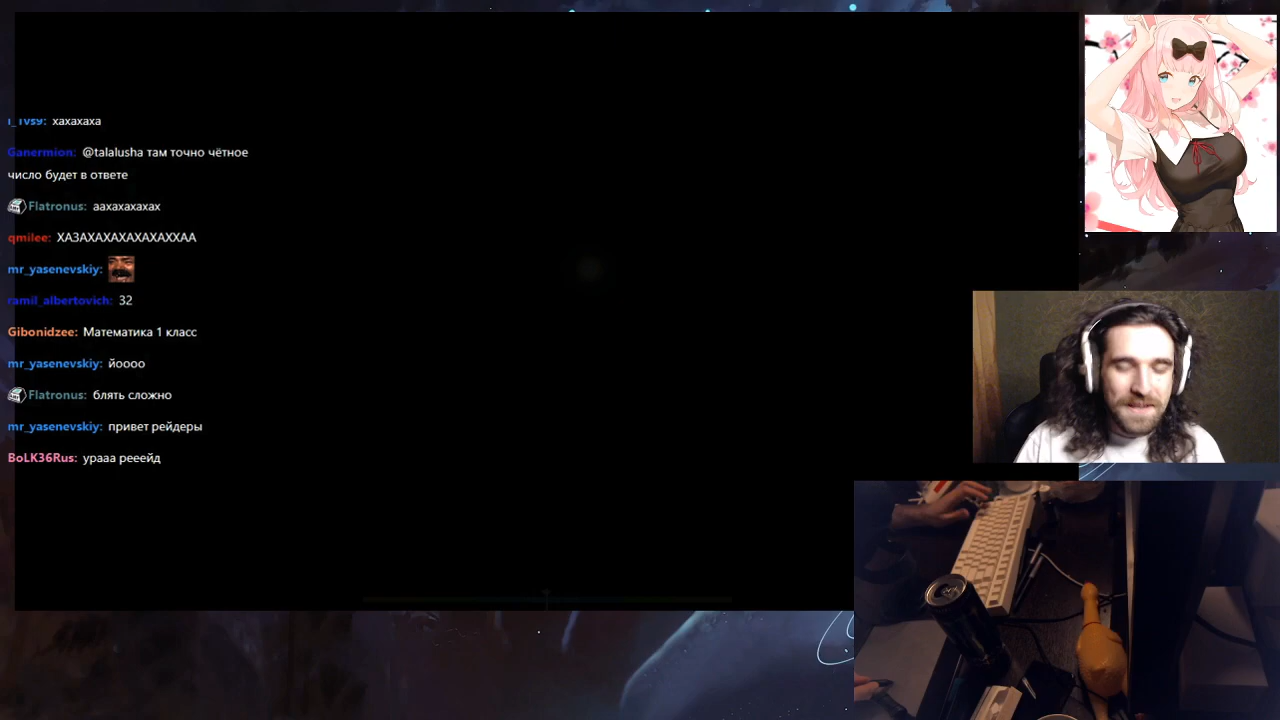 i_1vs9: хахахаха
Ganermion: @talalusha там точно чётное
число будет в ответе
Flatronus: аахахахахах
qmilee: ХАЗАХАХАХАХАХАХХАА
mr_yasenevskiy:
ramil_albertovich: 32
Gibonidzee: Математика 1 класс
mr_yasenevskiy: йоооо
Flatronus: блять сложно
mr_yasenevskiy: привет рейдеры
BoLK36Rus: урааа рееейд